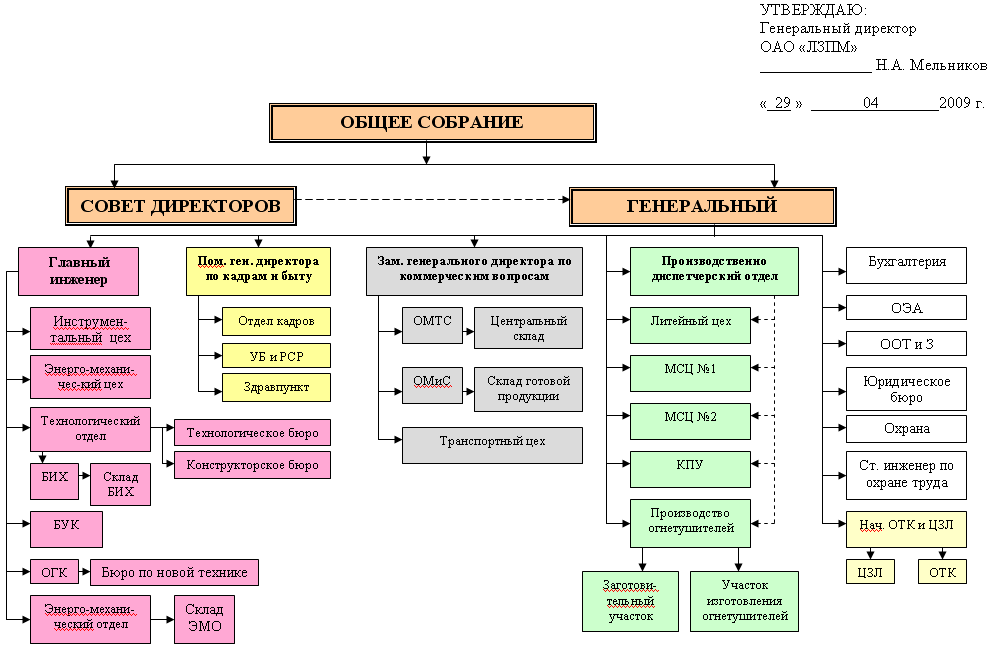 УТВЕРЖДАЮ:
Генеральный директор
ОАО «ЛЗПМ»
_______________ Н.А. Мельников
«_29_» _______04________2009 г.
ОБЩЕЕ СОБРАНИЕ
СОВЕТ ДИРЕКТОРОВ
ГЕНЕРАЛЬНЫЙ
Главный
инженер
Инструмен-
тальный цех
Энерго-механи-
чес-кий цех
Технологический
отдел
Технологическое бюро
Конструкторское бюро
БИХ
Склад
БИХ
БУК
ОГК
Бюро по новой технике
Энерго-механи-
ческий отдел
Склад
ЭМО
Пом. ген. директора
по кадрам и быту
Отдел кадров
УБ и РСР
Здравпункт
Зам. генерального директора по
коммерческим вопросам
ОМТС
Центральный
склад
ОМиС
Склад готовой
продукции
Транспортный цех
Производственно
диспетчерский отдел
Литейный цех
МСЦ №1
МСЦ №2
КПУ
Производство
огнетушителей
Заготови-
тельный
участок
Участок
изготовления
огнетушителей
Бухгалтерия
ОЭА
ООТ и З
Юридическое
бюро
Охрана
Ст. инженер по
охране труда
Нач. ОТК и ЦЗЛ
ЦЗЛ
ОТК